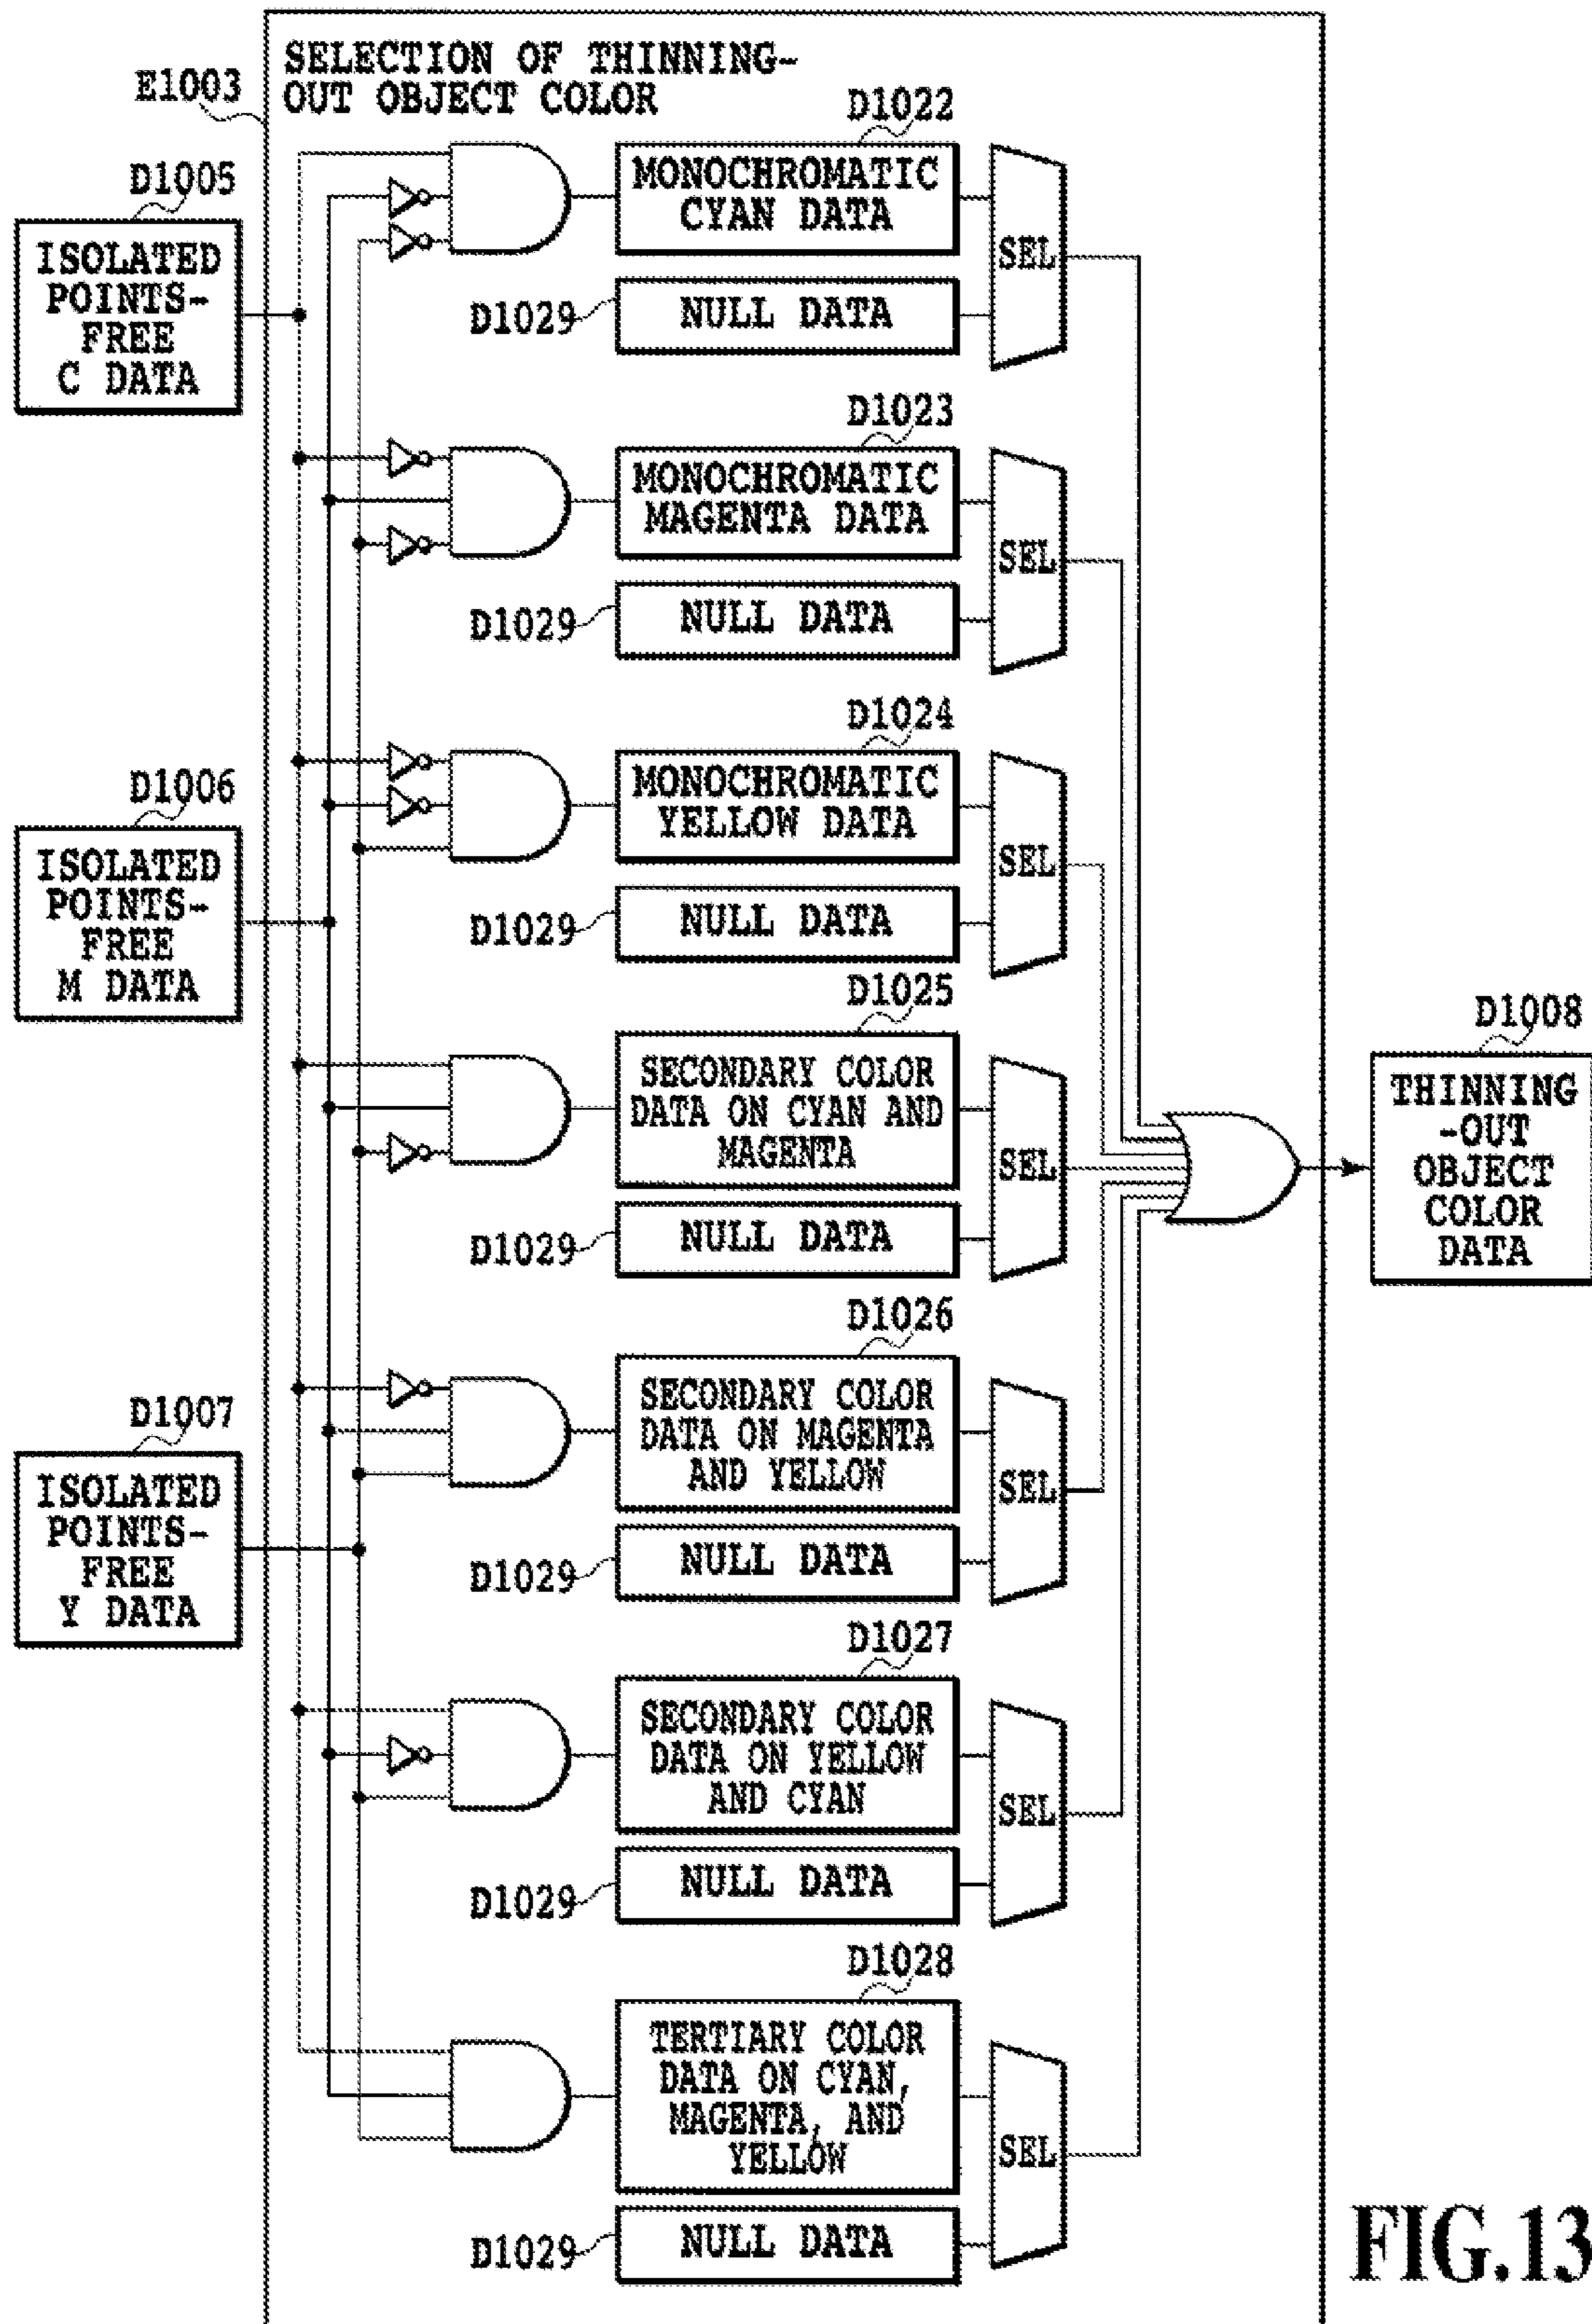 SELECTION OF THINNING-
OUT OBJECT COLOR
E1003
D1022
MONOCHROMATIC
CYAN DATA
SEL
D1005
ISOLATED
POINTS-
FREE
C DATA
D1029
NULL DATA
D1023
MONOCHROMATIC
MAGENTA DATA
SEL
D1029
NULL DATA
D1024
MONOCHROMATIC
YELLOW DATA
SEL
D1006
ISOLATED
POINTS-
FREE
M DATA
D1029
NULL DATA
D1025
SECONDARY COLOR
DATA ON CYAN AND
MAGENTA
SEL
D1029
NULL DATA
D1008
THINNING
-OUT
OBJECT
COLOR
DATA
D1026
SECONDARY COLOR
DATA ON MAGENTA
AND YELLOW
SEL
D1007
ISOLATED
POINTS-
FREE
Y DATA
D1029
NULL DATA
D1027
SECONDARY COLOR
DATA ON YELLOW
AND CYAN
SEL
D1029
NULL DATA
D1028
TERTIARY COLOR
DATA ON CYAN,
MAGENTA, AND
YELLOW
SEL
D1029
NULL DATA
FIG.13